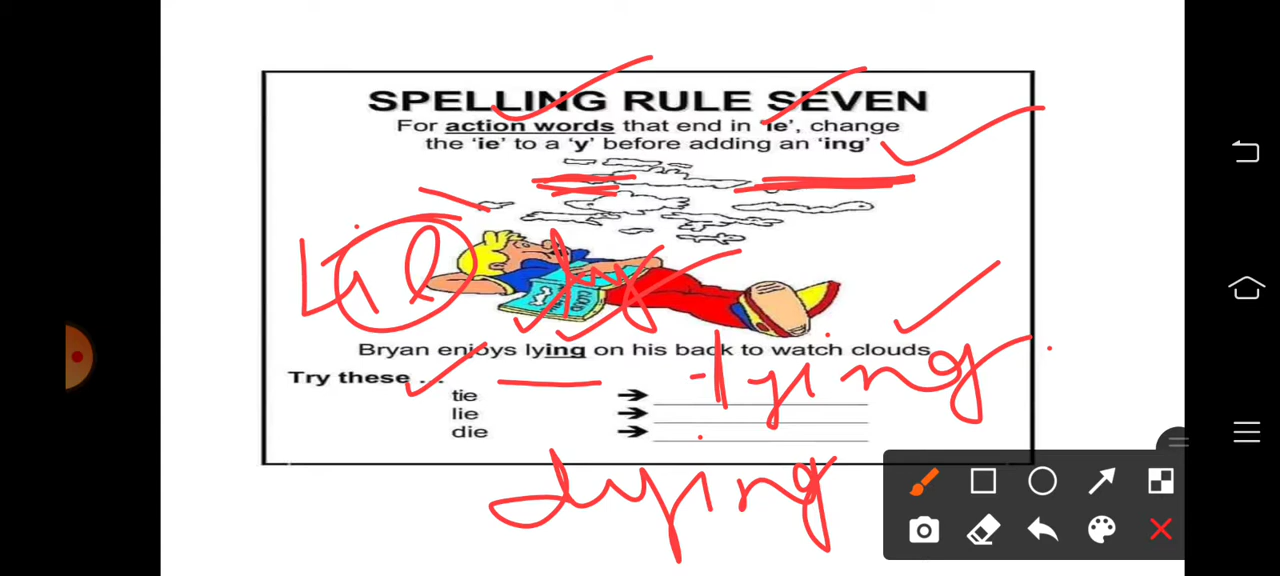 SPELLING RULE SEVEN
For action words that end in 'ie', change
the 'ie' to a 'y' before adding an 'ing'
Lie
Bryan enjoys lying on his back to watch clouds
lying
Try these ...
tie →
lie →
die →
dying